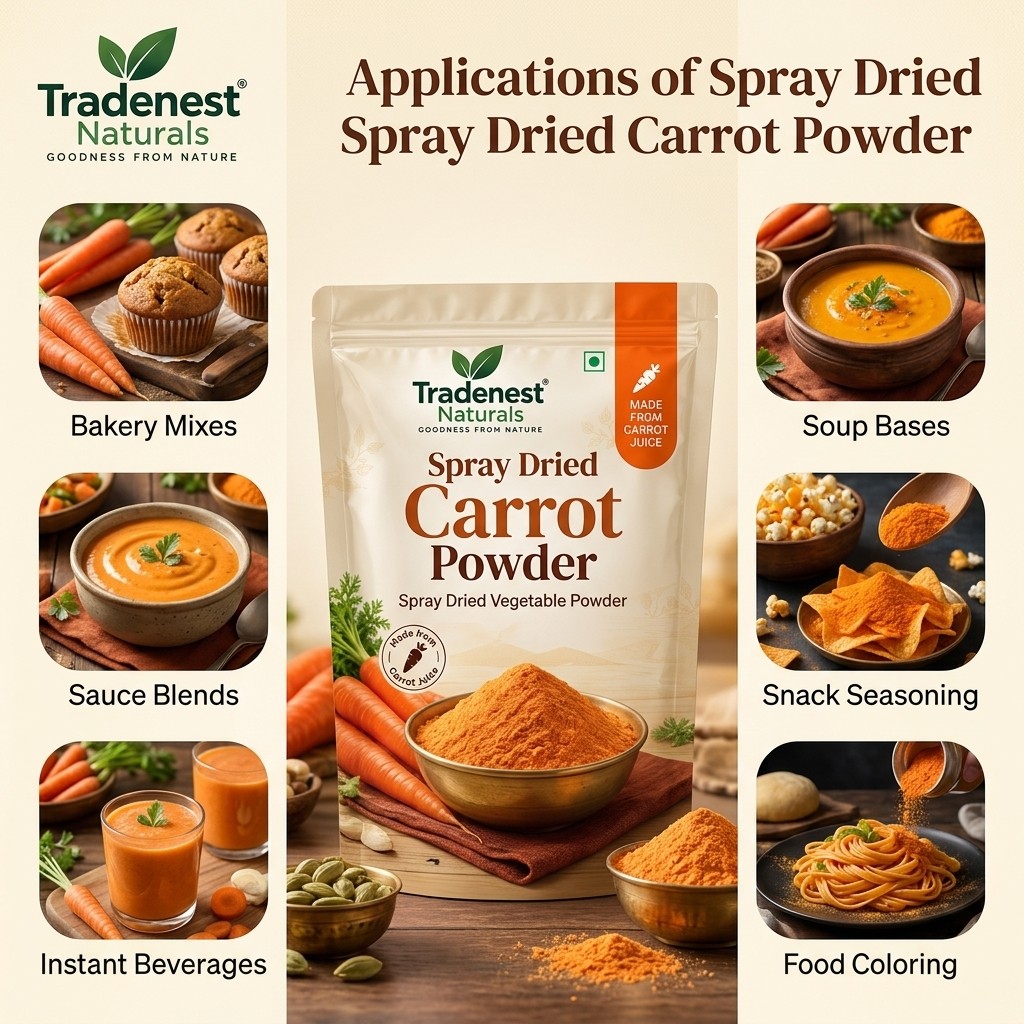 Tradenest®
Naturals
GOODNESS FROM NATURE
Applications of Spray Dried
Spray Dried Carrot Powder
Bakery Mixes
Sauce Blends
Instant Beverages
Tradenest®
Naturals
GOODNESS FROM NATURE
MADE
FROM
CARROT
JUICE
Spray Dried
Carrot
Powder
Spray Dried Vegetable Powder
Made from
Carrot Juice
Soup Bases
Snack Seasoning
Food Coloring